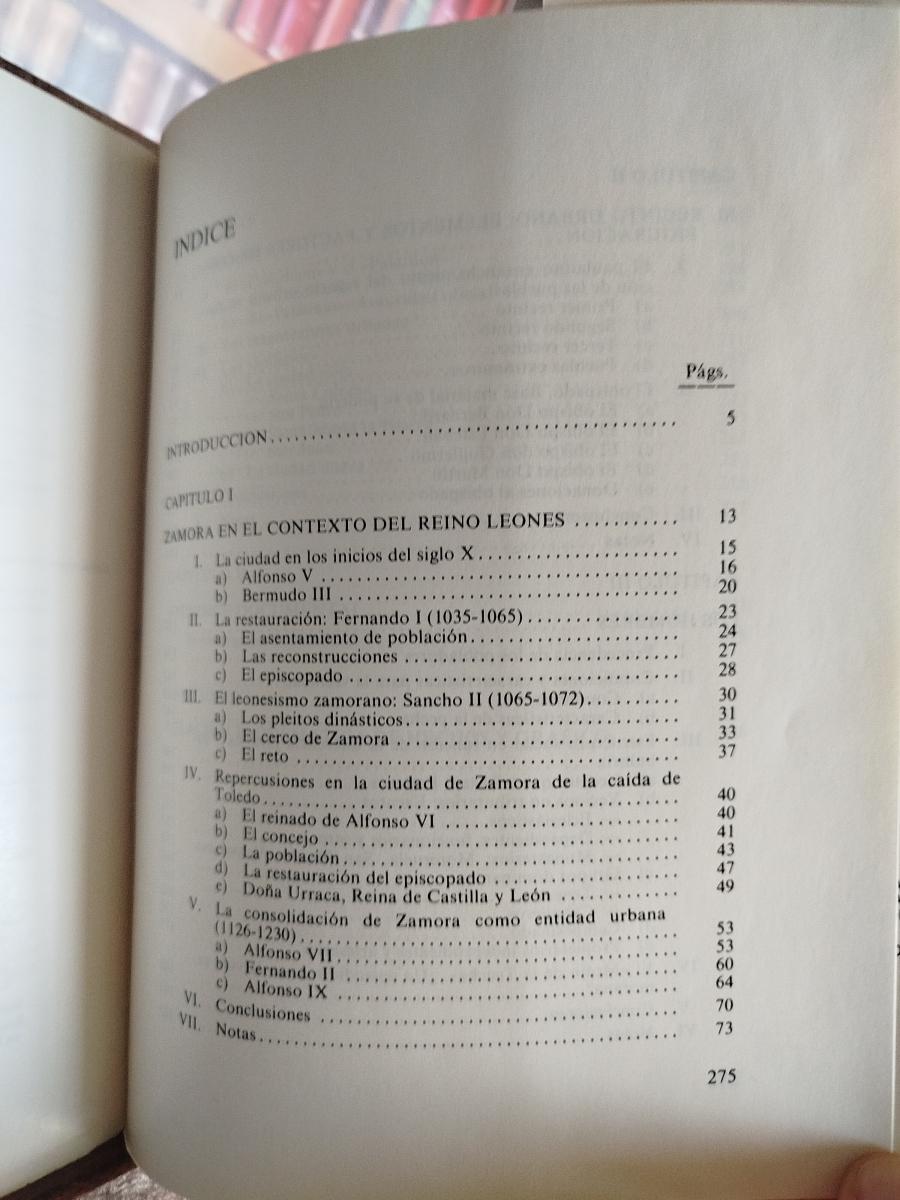 INDICE
Págs.
INTRODUCCION........................................ 5
CAPITULO I
ZAMORA EN EL CONTEXTO DEL REINO LEONES ........... 13
I. La ciudad en los inicios del siglo X......................... 15
a) Alfonso V ............................................ 16
b) Bermudo III .......................................... 20
II. La restauración: Fernando I (1035-1065).................. 23
a) El asentamiento de población.......................... 24
b) Las reconstrucciones .................................. 27
c) El episcopado ........................................ 28
III. El leonesismo zamorano: Sancho II (1065-1072).......... 30
a) Los pleitos dinásticos................................. 31
b) El cerco de Zamora ................................... 33
c) El reto ............................................... 37
IV. Repercusiones en la ciudad de Zamora de la caída de
Toledo.................................................... 40
a) El reinado de Alfonso VI ............................. 40
b) El concejo ........................................... 41
c) La población......................................... 43
d) La restauración del episcopado ....................... 47
e) Doña Urraca, Reina de Castilla y León .............. 49
V. La consolidación de Zamora como entidad urbana
(1126-1230)............................................... 53
a) Alfonso VII.......................................... 53
b) Fernando II ......................................... 60
c) Alfonso IX .......................................... 64
VI. Conclusiones ............................................ 70
VII. Notas................................................... 73
275